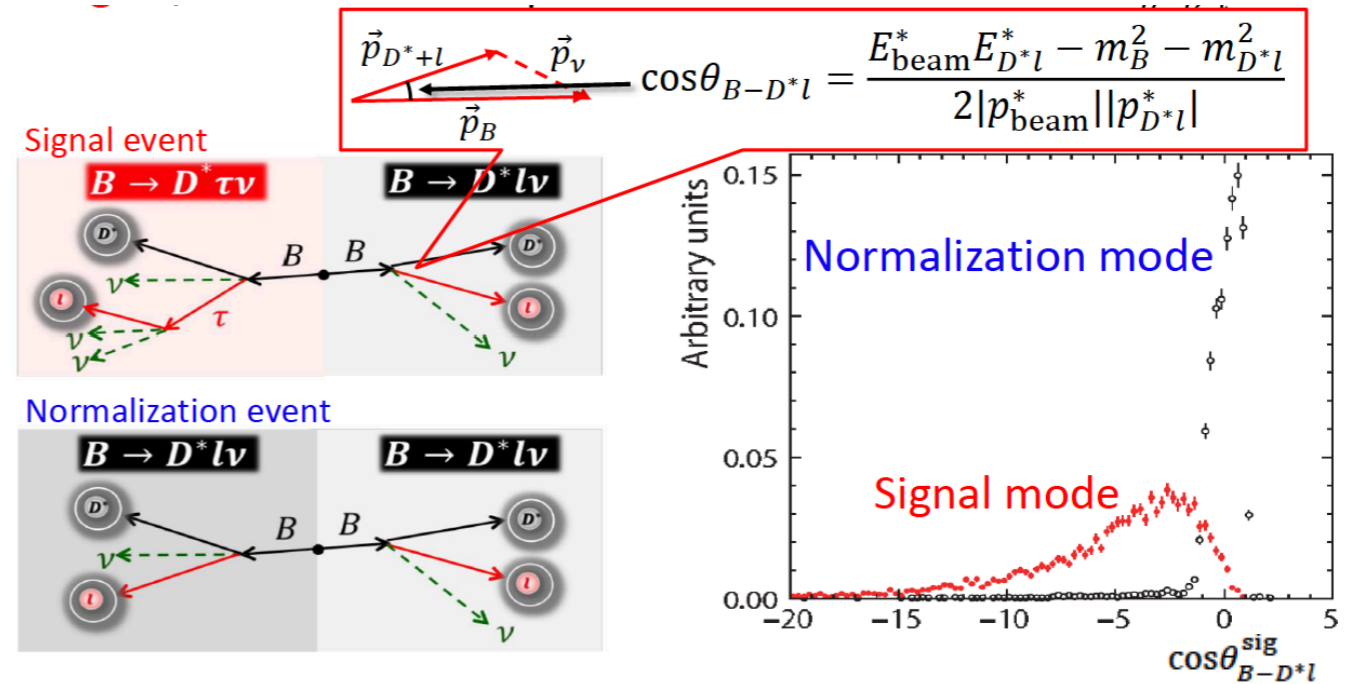 p⃗_{D*+l} p⃗_ν
p⃗_B
cosθ_{B−D*l} = (E*_beam E*_{D*l} − m_B^2 − m_{D*l}^2) / (2|p*_beam||p*_{D*l}|)
Signal event
B → D*τν B → D*lν
D* B B D*
ν l τ l
ν ν
ν
Normalization event
B → D*lν B → D*lν
D* B B D*
ν
l l
ν
Arbitrary units
0.15
0.10
0.05
0.00
Normalization mode
Signal mode
−20 −15 −10 −5 0 5
cosθ^{sig}_{B−D*l}